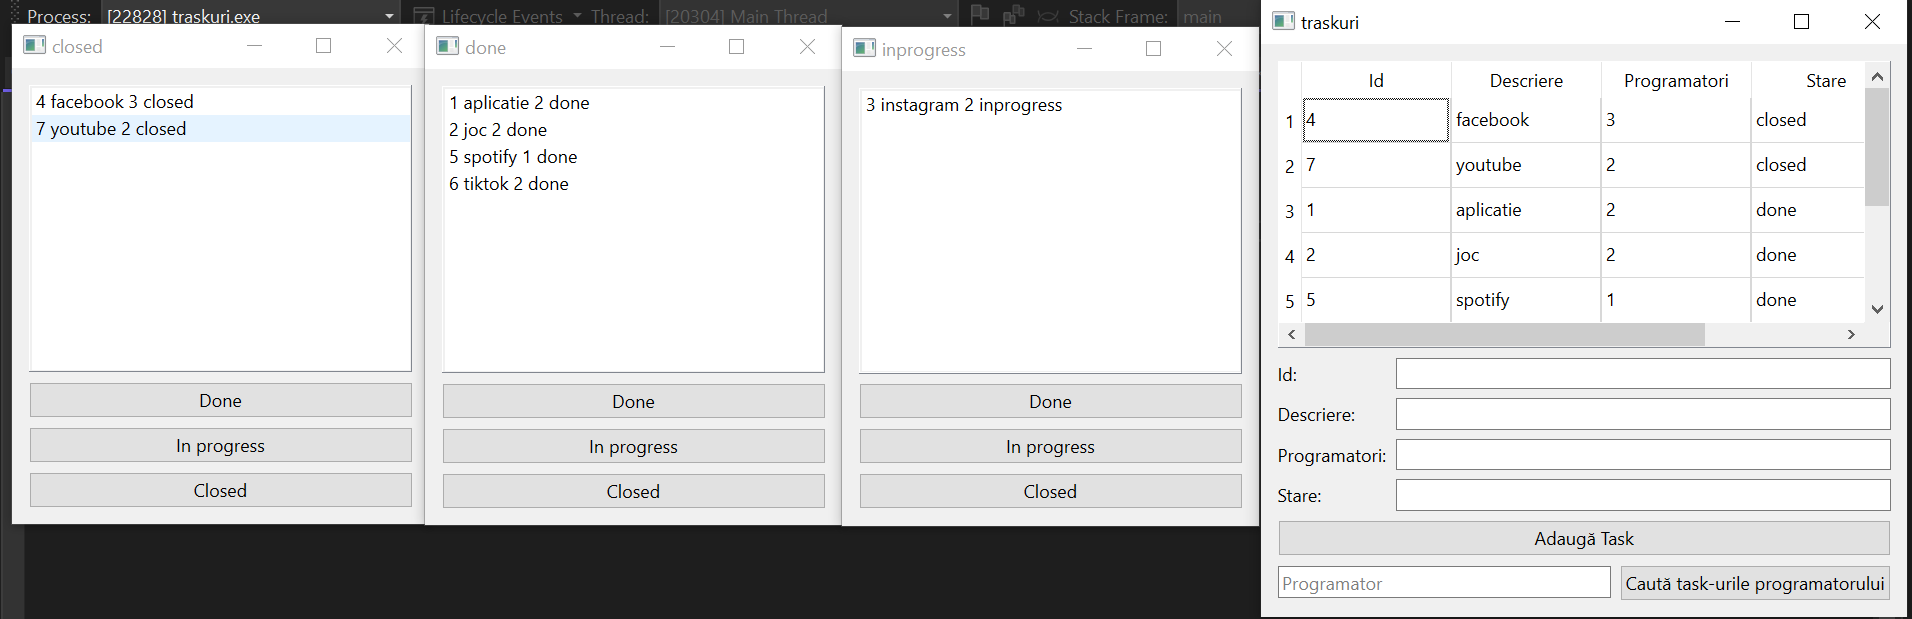 Process: [22828] traskuri.exe Lifecycle Events Thread: [20304] Main Thread Stack Frame: main
closed
4 facebook 3 closed
7 youtube 2 closed
Done
In progress
Closed
done
1 aplicatie 2 done
2 joc 2 done
5 spotify 1 done
6 tiktok 2 done
Done
In progress
Closed
inprogress
3 instagram 2 inprogress
Done
In progress
Closed
traskuri
Id Descriere Programatori Stare
1 4 facebook 3 closed
2 7 youtube 2 closed
3 1 aplicatie 2 done
4 2 joc 2 done
5 5 spotify 1 done
Id:
Descriere:
Programatori:
Stare:
Adaugă Task
Programator Caută task-urile programatorului